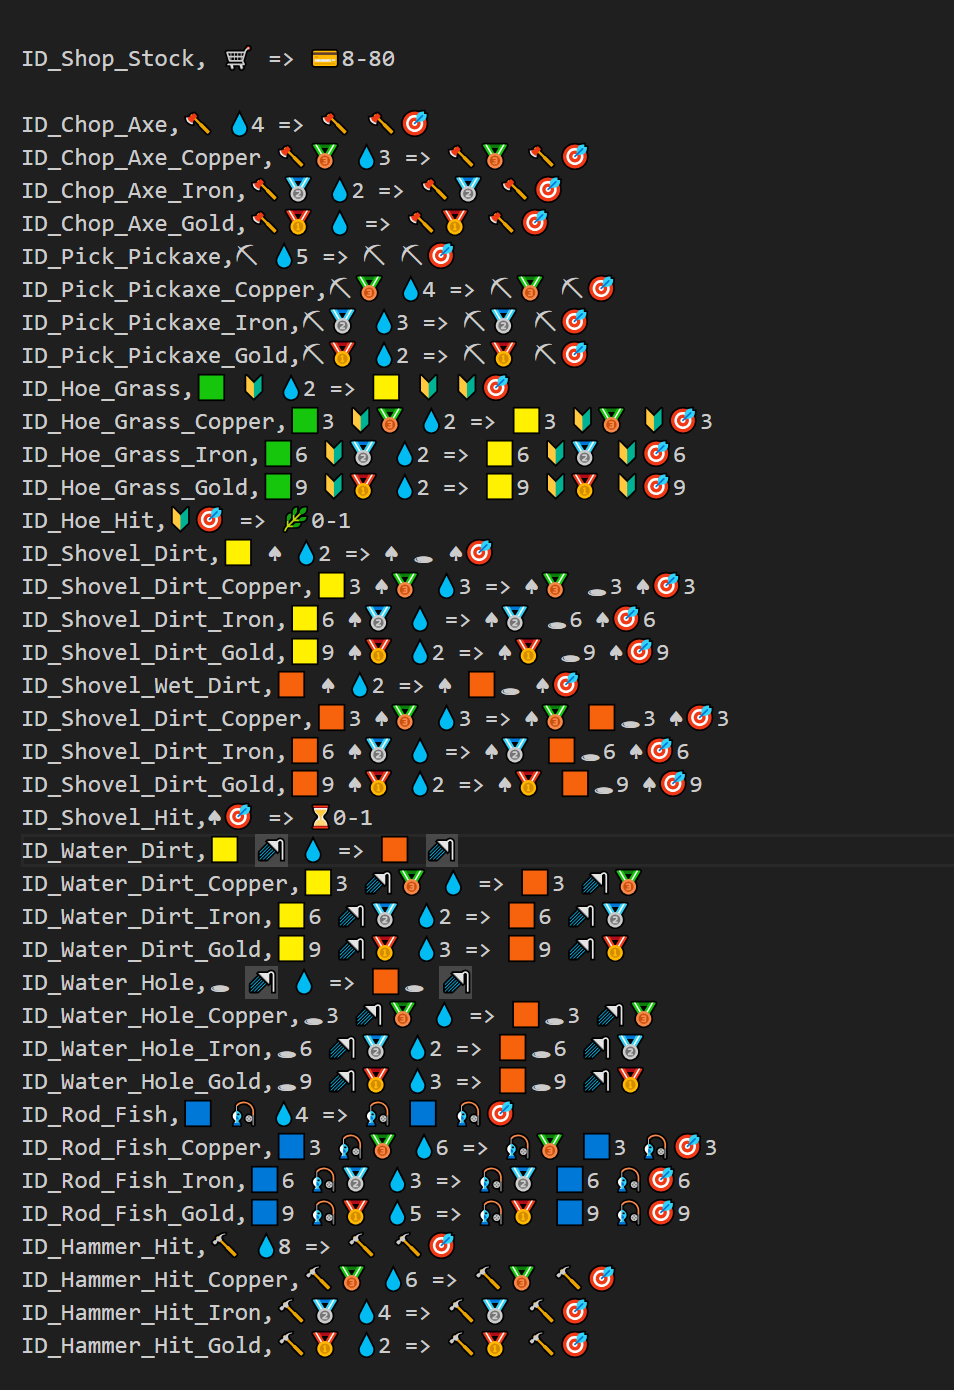 ID_Shop_Stock, 🛒 => 💳8-80
ID_Chop_Axe,🪓 💧4 => 🪓 🪓🎯
ID_Chop_Axe_Copper,🪓🥉 💧3 => 🪓🥉 🪓🎯
ID_Chop_Axe_Iron,🪓🥈 💧2 => 🪓🥈 🪓🎯
ID_Chop_Axe_Gold,🪓🥇 💧 => 🪓🥇 🪓🎯
ID_Pick_Pickaxe,⛏ 💧5 => ⛏ ⛏🎯
ID_Pick_Pickaxe_Copper,⛏🥉 💧4 => ⛏🥉 ⛏🎯
ID_Pick_Pickaxe_Iron,⛏🥈 💧3 => ⛏🥈 ⛏🎯
ID_Pick_Pickaxe_Gold,⛏🥇 💧2 => ⛏🥇 ⛏🎯
ID_Hoe_Grass,🟩 🔰 💧2 => 🟨 🔰 🔰🎯
ID_Hoe_Grass_Copper,🟩3 🔰🥉 💧2 => 🟨3 🔰🥉 🔰🎯3
ID_Hoe_Grass_Iron,🟩6 🔰🥈 💧2 => 🟨6 🔰🥈 🔰🎯6
ID_Hoe_Grass_Gold,🟩9 🔰🥇 💧2 => 🟨9 🔰🥇 🔰🎯9
ID_Hoe_Hit,🔰🎯 => 🌿0-1
ID_Shovel_Dirt,🟨 ♠ 💧2 => ♠ 🕳 ♠🎯
ID_Shovel_Dirt_Copper,🟨3 ♠🥉 💧3 => ♠🥉 🕳3 ♠🎯3
ID_Shovel_Dirt_Iron,🟨6 ♠🥈 💧 => ♠🥈 🕳6 ♠🎯6
ID_Shovel_Dirt_Gold,🟨9 ♠🥇 💧2 => ♠🥇 🕳9 ♠🎯9
ID_Shovel_Wet_Dirt,🟧 ♠ 💧2 => ♠ 🟧🕳 ♠🎯
ID_Shovel_Dirt_Copper,🟧3 ♠🥉 💧3 => ♠🥉 🟧🕳3 ♠🎯3
ID_Shovel_Dirt_Iron,🟧6 ♠🥈 💧 => ♠🥈 🟧🕳6 ♠🎯6
ID_Shovel_Dirt_Gold,🟧9 ♠🥇 💧2 => ♠🥇 🟧🕳9 ♠🎯9
ID_Shovel_Hit,♠🎯 => ⏳0-1
ID_Water_Dirt,🟨 🚿 💧 => 🟧 🚿
ID_Water_Dirt_Copper,🟨3 🚿🥉 💧 => 🟧3 🚿🥉
ID_Water_Dirt_Iron,🟨6 🚿🥈 💧2 => 🟧6 🚿🥈
ID_Water_Dirt_Gold,🟨9 🚿🥇 💧3 => 🟧9 🚿🥇
ID_Water_Hole,🕳 🚿 💧 => 🟧🕳 🚿
ID_Water_Hole_Copper,🕳3 🚿🥉 💧 => 🟧🕳3 🚿🥉
ID_Water_Hole_Iron,🕳6 🚿🥈 💧2 => 🟧🕳6 🚿🥈
ID_Water_Hole_Gold,🕳9 🚿🥇 💧3 => 🟧🕳9 🚿🥇
ID_Rod_Fish,🟦 🎣 💧4 => 🎣 🟦 🎣🎯
ID_Rod_Fish_Copper,🟦3 🎣🥉 💧6 => 🎣🥉 🟦3 🎣🎯3
ID_Rod_Fish_Iron,🟦6 🎣🥈 💧3 => 🎣🥈 🟦6 🎣🎯6
ID_Rod_Fish_Gold,🟦9 🎣🥇 💧5 => 🎣🥇 🟦9 🎣🎯9
ID_Hammer_Hit,🔨 💧8 => 🔨 🔨🎯
ID_Hammer_Hit_Copper,🔨🥉 💧6 => 🔨🥉 🔨🎯
ID_Hammer_Hit_Iron,🔨🥈 💧4 => 🔨🥈 🔨🎯
ID_Hammer_Hit_Gold,🔨🥇 💧2 => 🔨🥇 🔨🎯